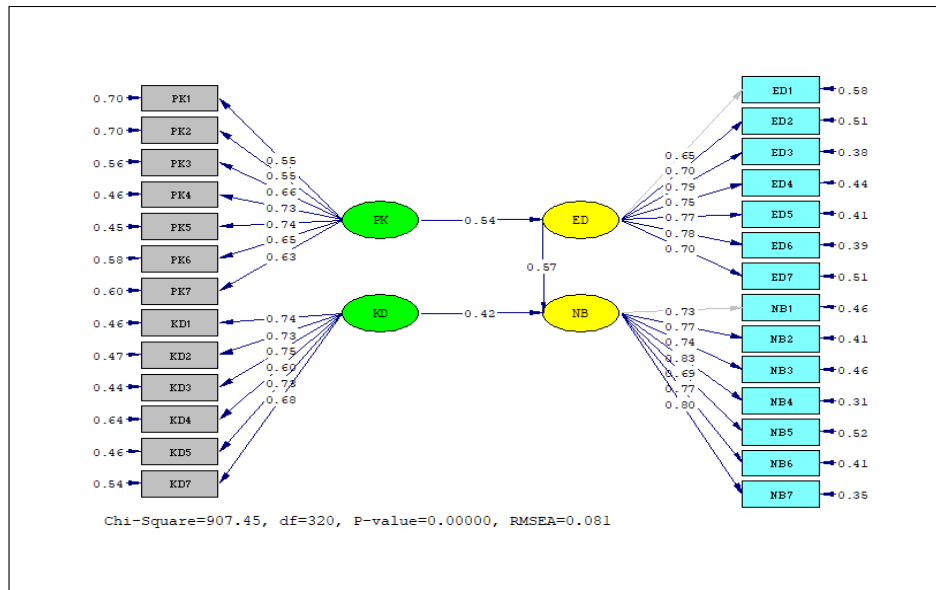 0.70 PK1
0.70 PK2
0.56 PK3
0.46 PK4
0.45 PK5
0.58 PK6
0.60 PK7
0.46 KD1
0.47 KD2
0.44 KD3
0.64 KD4
0.46 KD5
0.54 KD7
0.55
0.55
0.66
0.73
0.74
0.65
0.63
0.74
0.73
0.75
0.60
0.73
0.68
PK 0.54 ED
0.57
KD 0.42 NB
0.65
0.70
0.79
0.75
0.77
0.78
0.70
0.73
0.77
0.74
0.83
0.69
0.77
0.80
ED1 0.58
ED2 0.51
ED3 0.38
ED4 0.44
ED5 0.41
ED6 0.39
ED7 0.51
NB1 0.46
NB2 0.41
NB3 0.46
NB4 0.31
NB5 0.52
NB6 0.41
NB7 0.35
Chi-Square=907.45, df=320, P-value=0.00000, RMSEA=0.081